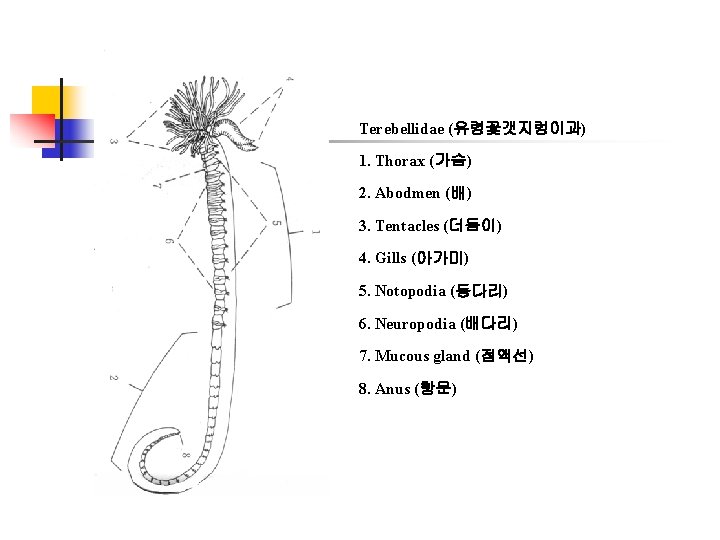 Terebellidae (유령꽃갯지렁이과)
1. Thorax (가슴)
2. Abodmen (배)
3. Tentacles (더듬이)
4. Gills (아가미)
5. Notopodia (등다리)
6. Neuropodia (배다리)
7. Mucous gland (점액선)
8. Anus (항문)
4
3
7
5
1
6
2
8